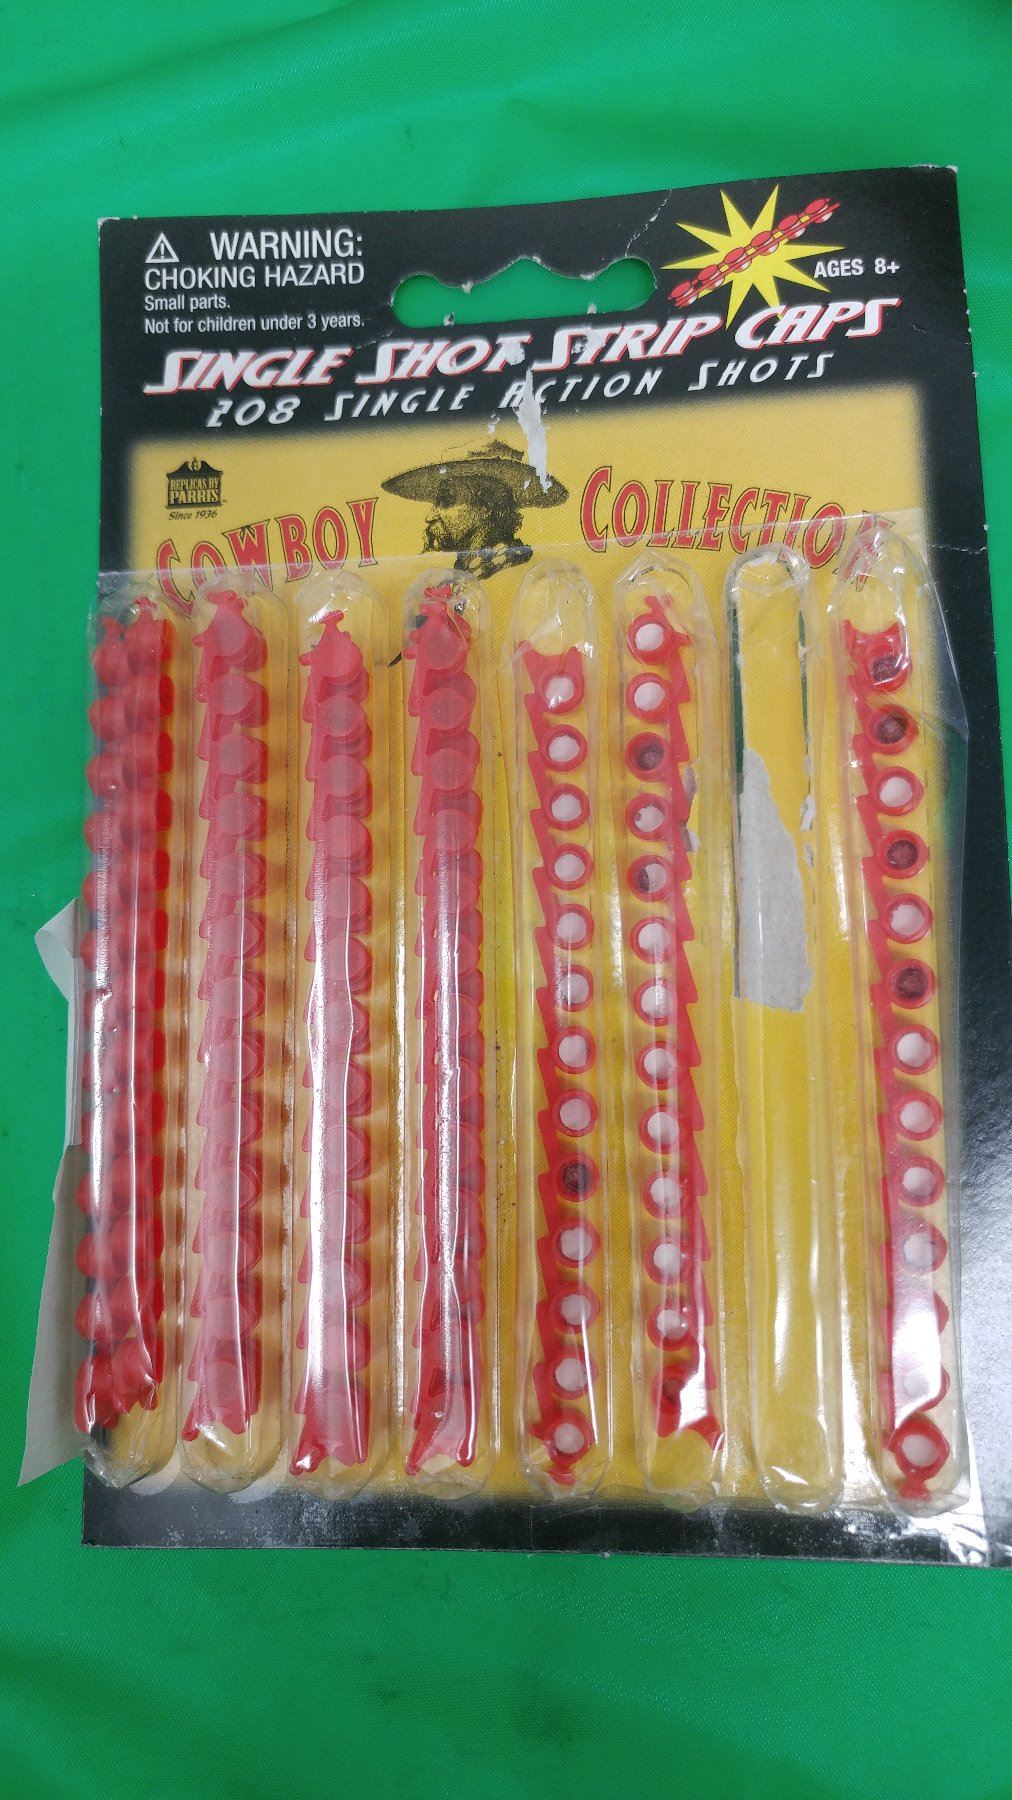 WARNING:
CHOKING HAZARD
Small parts.
Not for children under 3 years.
AGES 8+
SINGLE SHOT STRIP CAPS
208 SINGLE ACTION SHOTS
REPLICAS BY
PARRIS
Since 1936
COWBOY COLLECTION